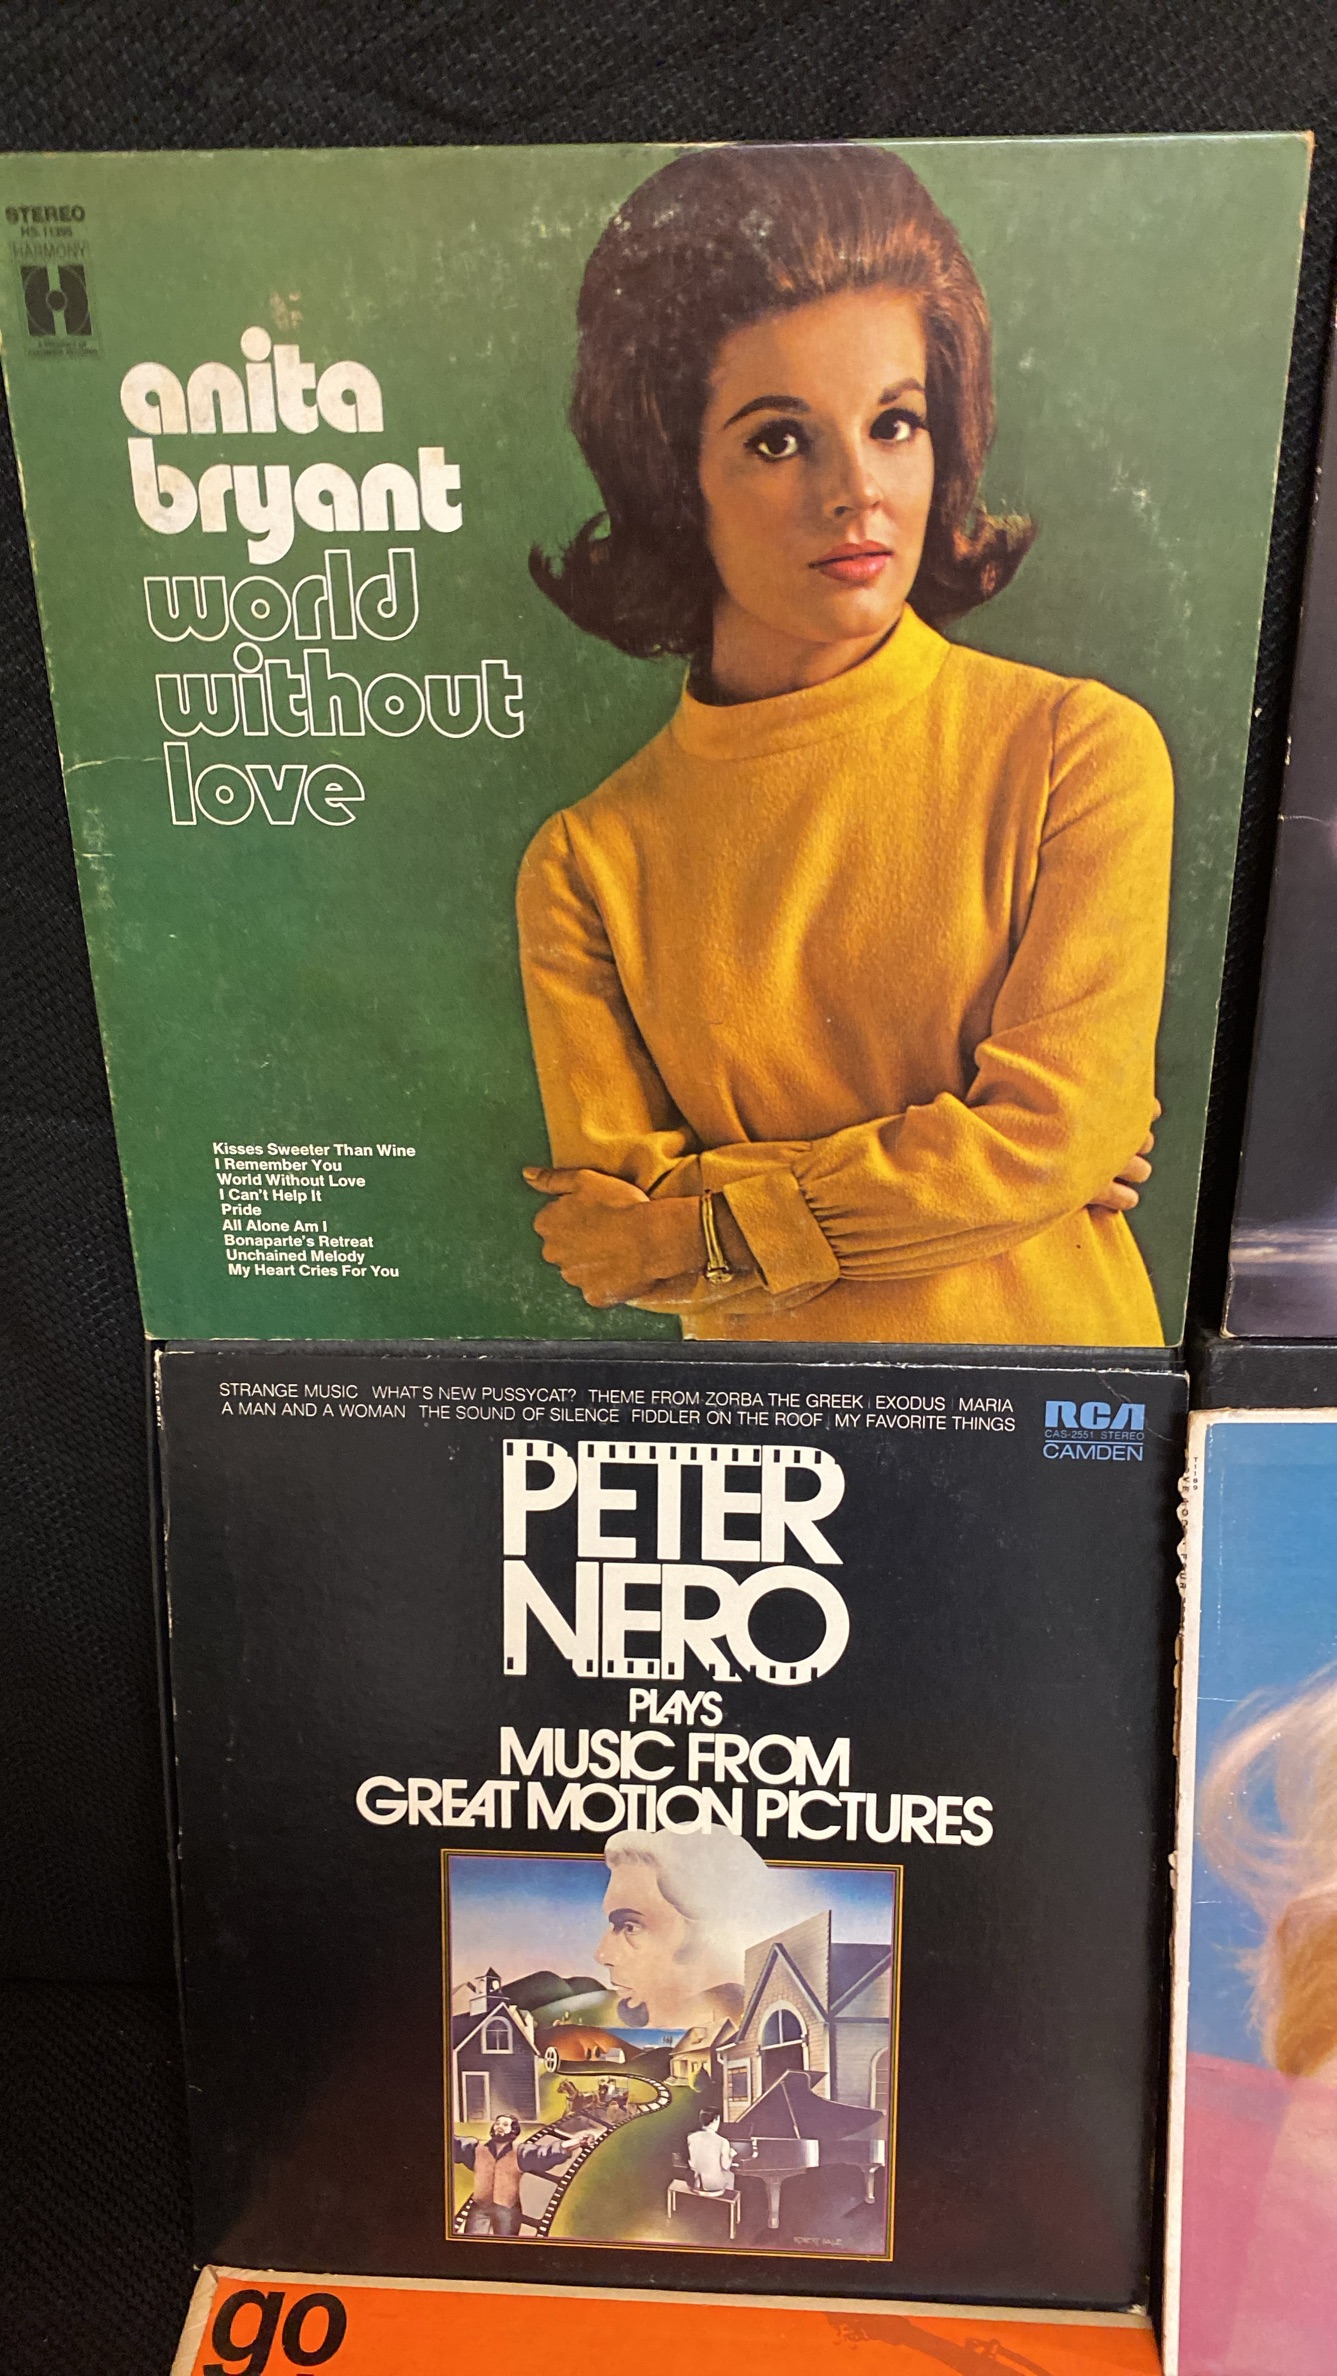 STEREO
HS 11395
HARMONY
anita
bryant
world
without
love
Kisses Sweeter Than Wine
I Remember You
World Without Love
I Can't Help It
Pride
All Alone Am I
Bonaparte's Retreat
Unchained Melody
My Heart Cries For You
STRANGE MUSIC WHAT'S NEW PUSSYCAT? THEME FROM ZORBA THE GREEK EXODUS MARIA
A MAN AND A WOMAN THE SOUND OF SILENCE FIDDLER ON THE ROOF MY FAVORITE THINGS
RCA
CAS-2551 STEREO
CAMDEN
PETER
NERO
PLAYS
MUSIC FROM
GREAT MOTION PICTURES
T1189
go